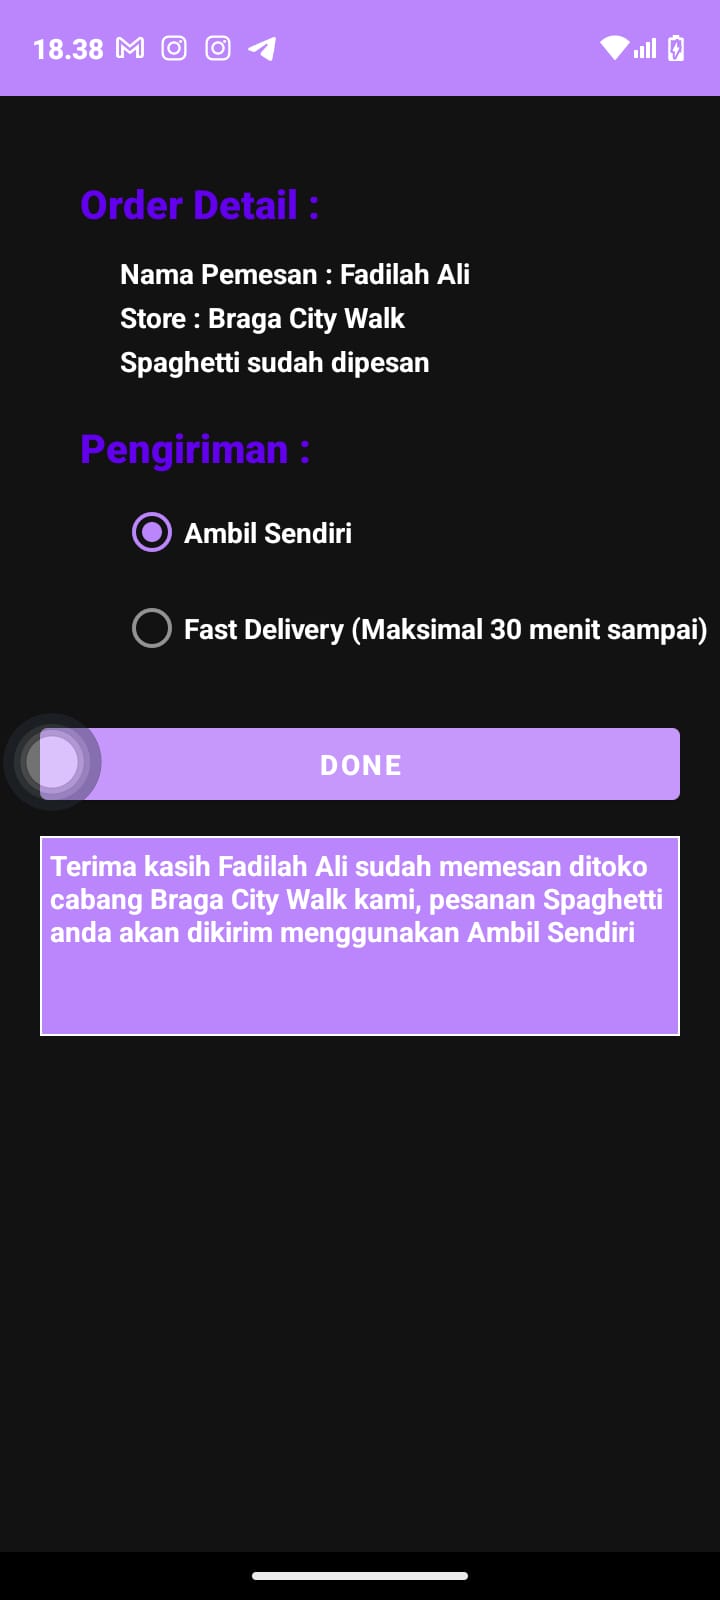 18.38
Order Detail :
Nama Pemesan : Fadilah Ali
Store : Braga City Walk
Spaghetti sudah dipesan
Pengiriman :
Ambil Sendiri
Fast Delivery (Maksimal 30 menit sampai)
DONE
Terima kasih Fadilah Ali sudah memesan ditoko
cabang Braga City Walk kami, pesanan Spaghetti
anda akan dikirim menggunakan Ambil Sendiri